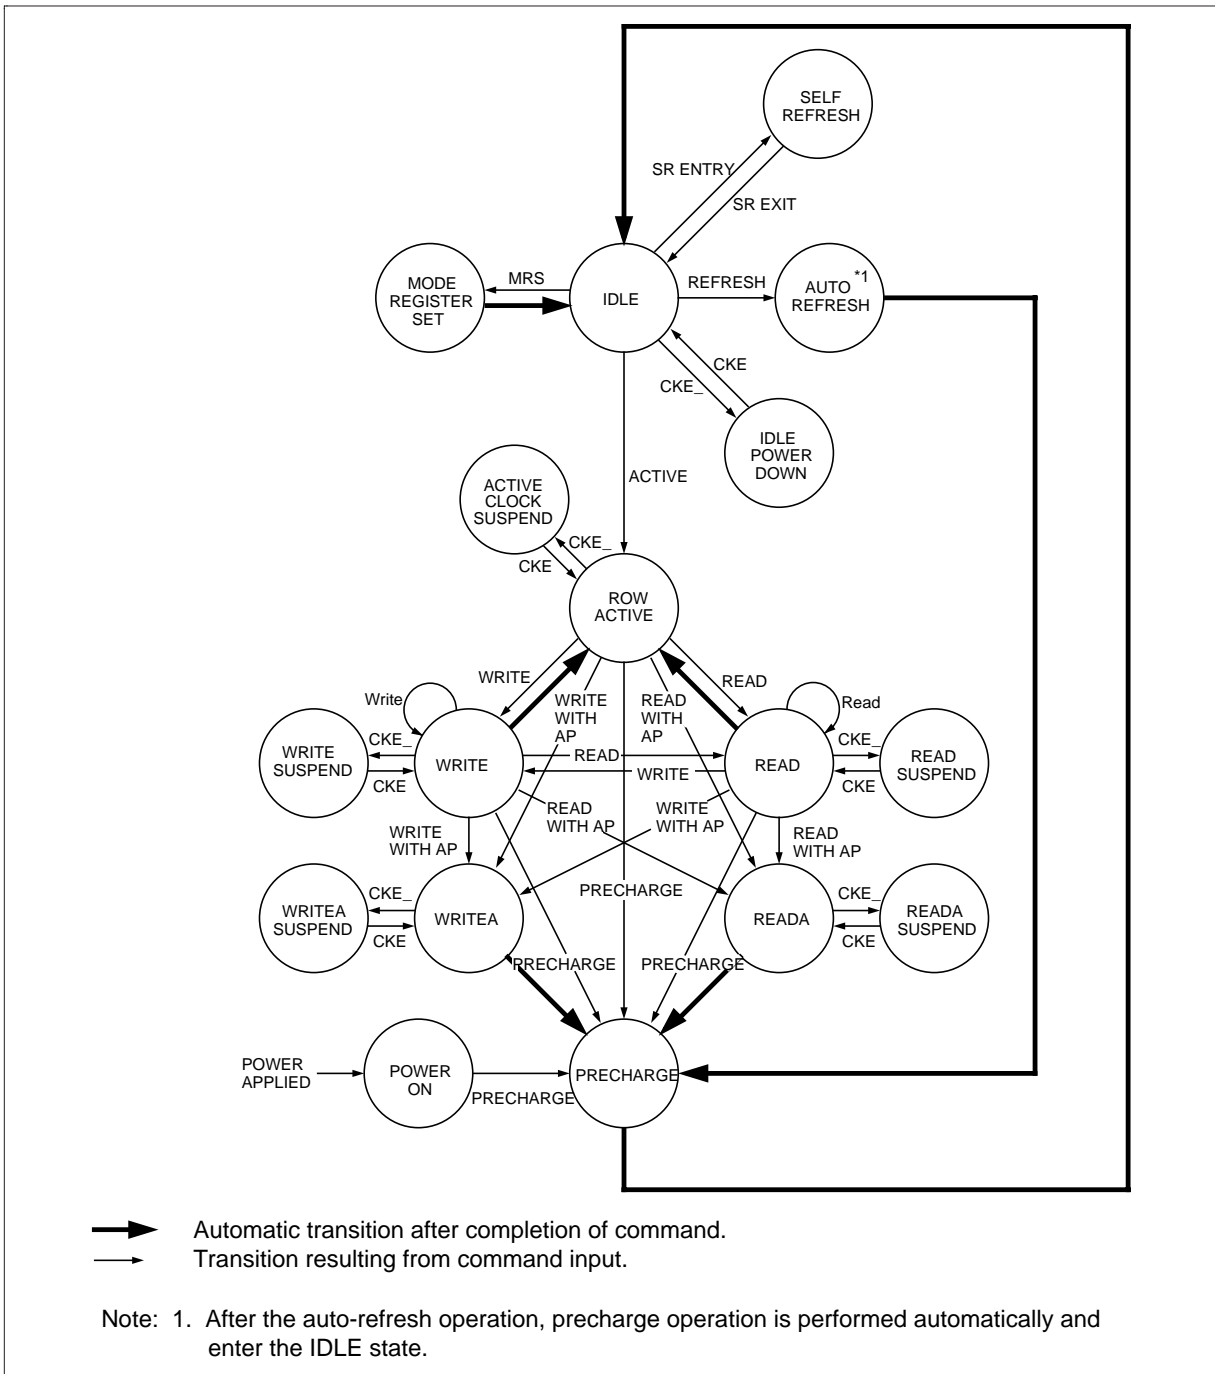 SELF
REFRESH
SR ENTRY
SR EXIT
MODE
REGISTER
SET
MRS
IDLE
REFRESH
AUTO *1
REFRESH
CKE
CKE_
IDLE
POWER
DOWN
ACTIVE
ACTIVE
CLOCK
SUSPEND
CKE_
CKE
ROW
ACTIVE
WRITE
WRITE
WITH
AP
READ
WITH
AP
READ
Write
Read
WRITE
SUSPEND
CKE_
CKE
WRITE
READ
WRITE
READ
CKE_
CKE
READ
SUSPEND
WRITE
WITH AP
READ
WITH AP
WRITE
WITH AP
READ
WITH AP
WRITEA
SUSPEND
CKE_
CKE
WRITEA
PRECHARGE
READA
CKE_
CKE
READA
SUSPEND
PRECHARGE
PRECHARGE
POWER
APPLIED
POWER
ON
PRECHARGE
PRECHARGE
Automatic transition after completion of command.
Transition resulting from command input.
Note: 1. After the auto-refresh operation, precharge operation is performed automatically and
enter the IDLE state.